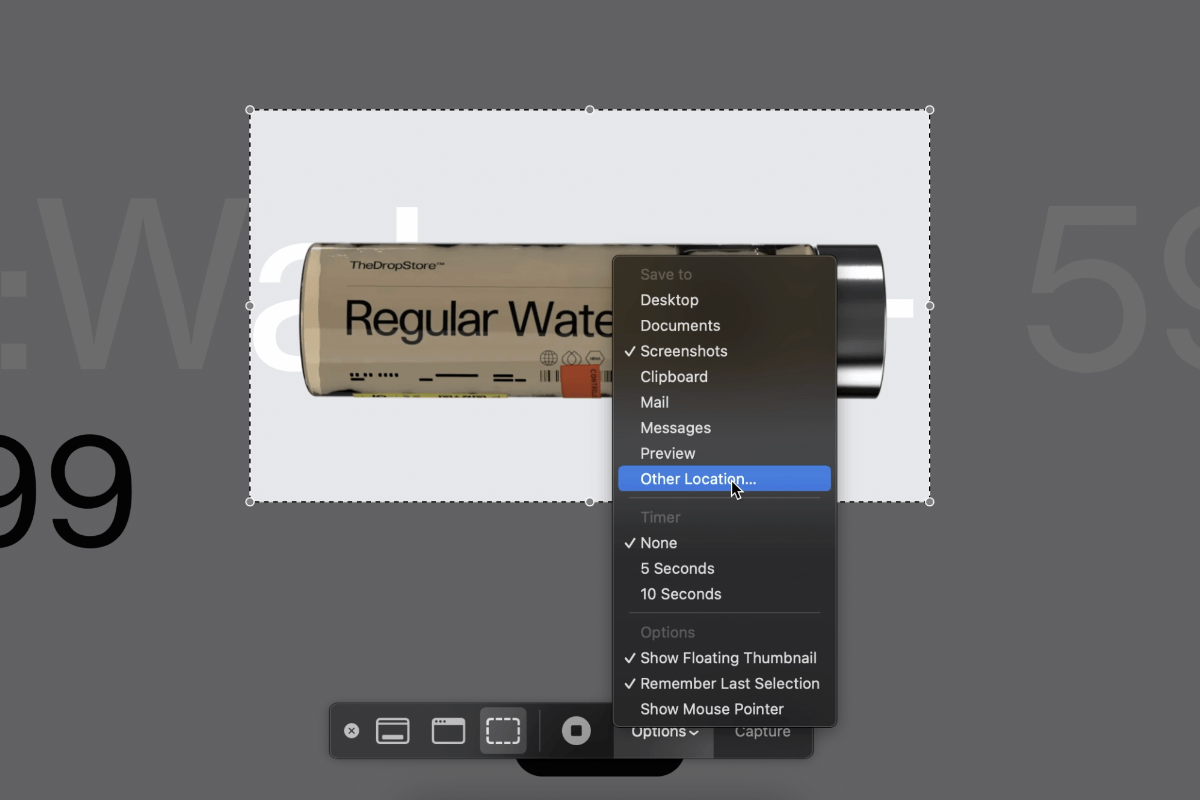 :Wa
59
99
TheDropStore™
Regular Wate
Save to
Desktop
Documents
✓ Screenshots
Clipboard
Mail
Messages
Preview
Other Location...
Timer
✓ None
5 Seconds
10 Seconds
Options
✓ Show Floating Thumbnail
✓ Remember Last Selection
Show Mouse Pointer
Options
Capture